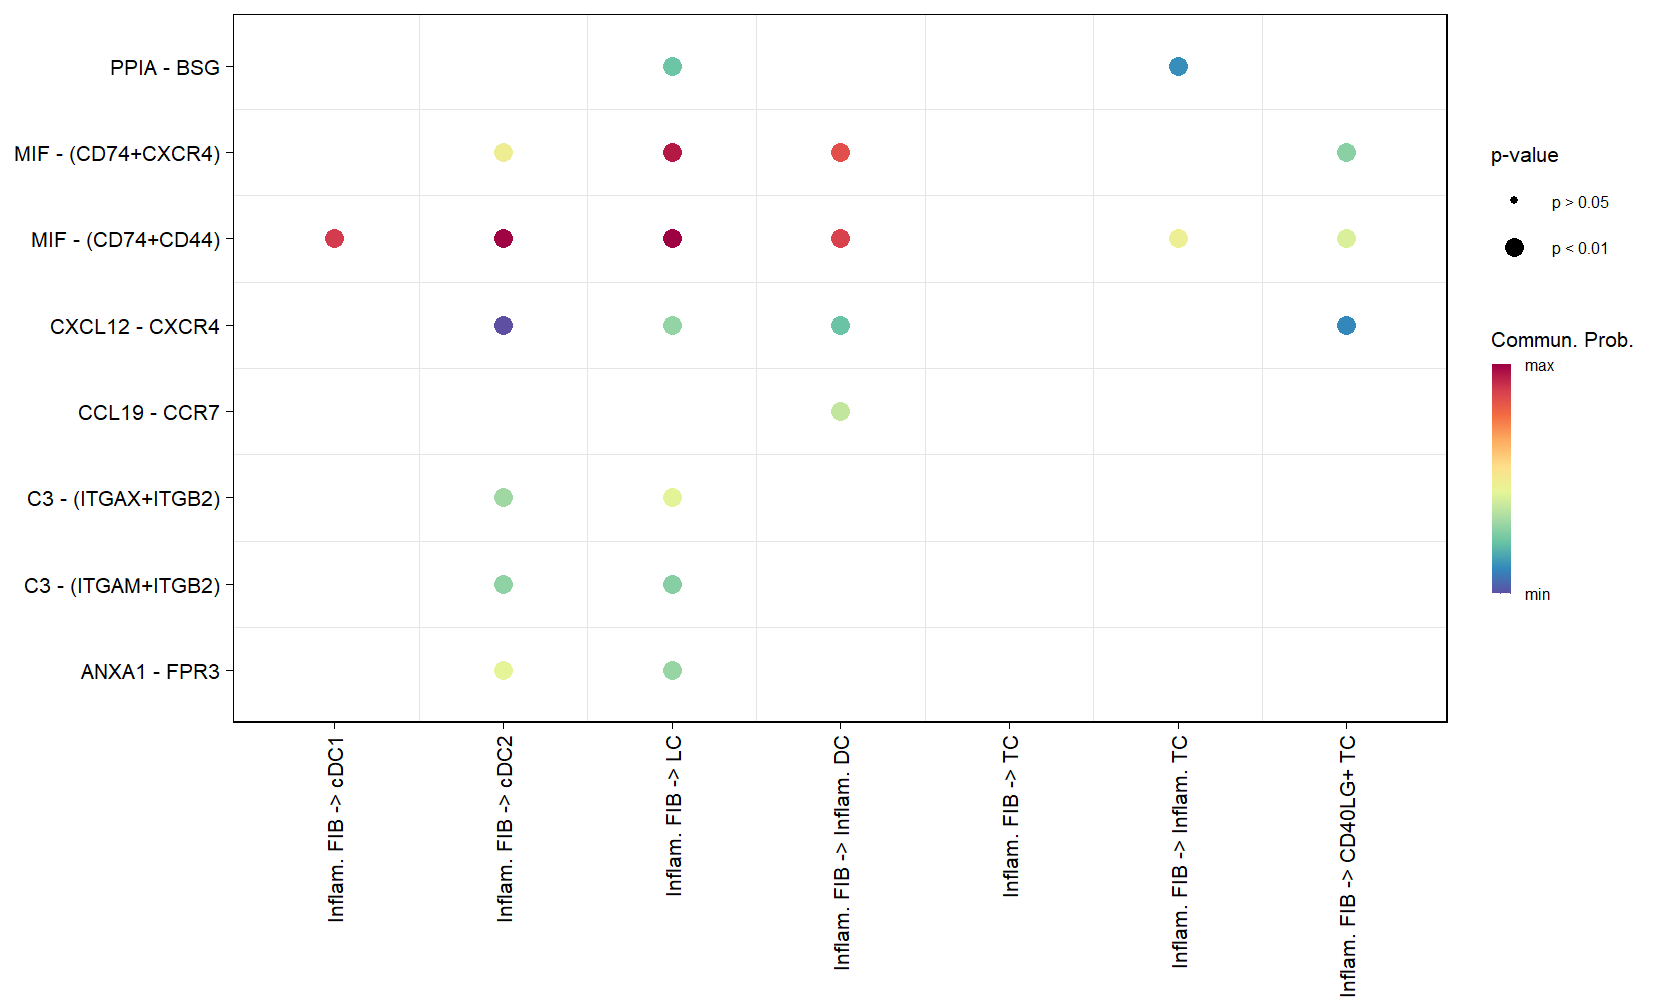 PPIA - BSG
MIF - (CD74+CXCR4)
MIF - (CD74+CD44)
CXCL12 - CXCR4
CCL19 - CCR7
C3 - (ITGAX+ITGB2)
C3 - (ITGAM+ITGB2)
ANXA1 - FPR3
Inflam. FIB -> cDC1
Inflam. FIB -> cDC2
Inflam. FIB -> LC
Inflam. FIB -> Inflam. DC
Inflam. FIB -> TC
Inflam. FIB -> Inflam. TC
Inflam. FIB -> CD40LG+ TC
p-value
p > 0.05
p < 0.01
Commun. Prob.
max
min